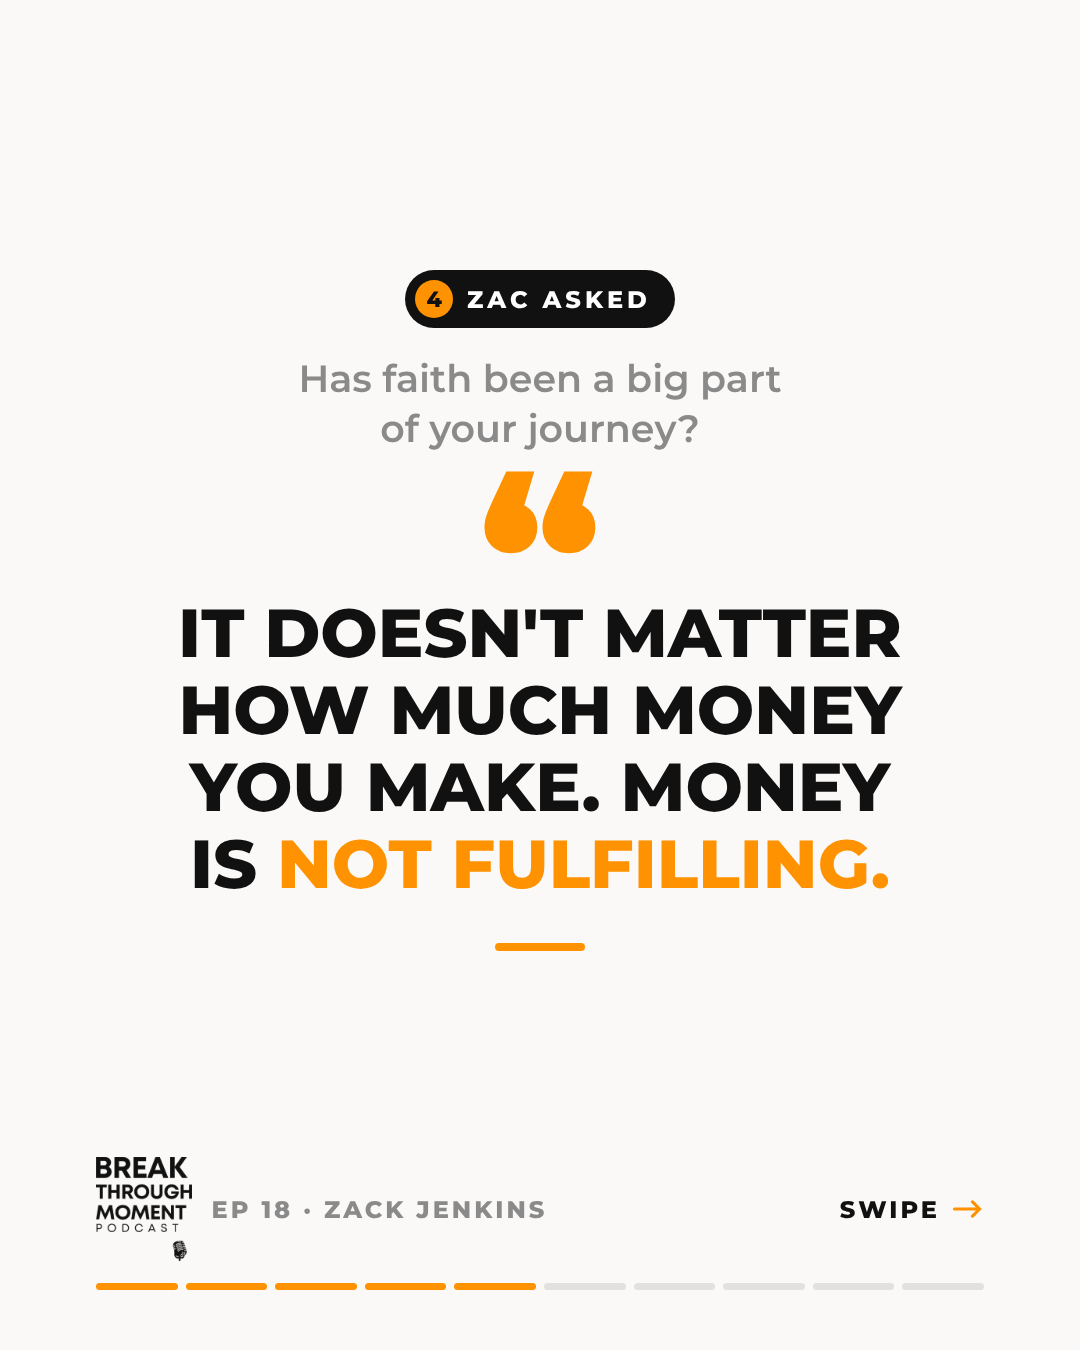 4 ZAC ASKED
Has faith been a big part
of your journey?
“
IT DOESN'T MATTER
HOW MUCH MONEY
YOU MAKE. MONEY
IS NOT FULFILLING.
BREAK
THROUGH
MOMENT
PODCAST
EP 18 · ZACK JENKINS
SWIPE →